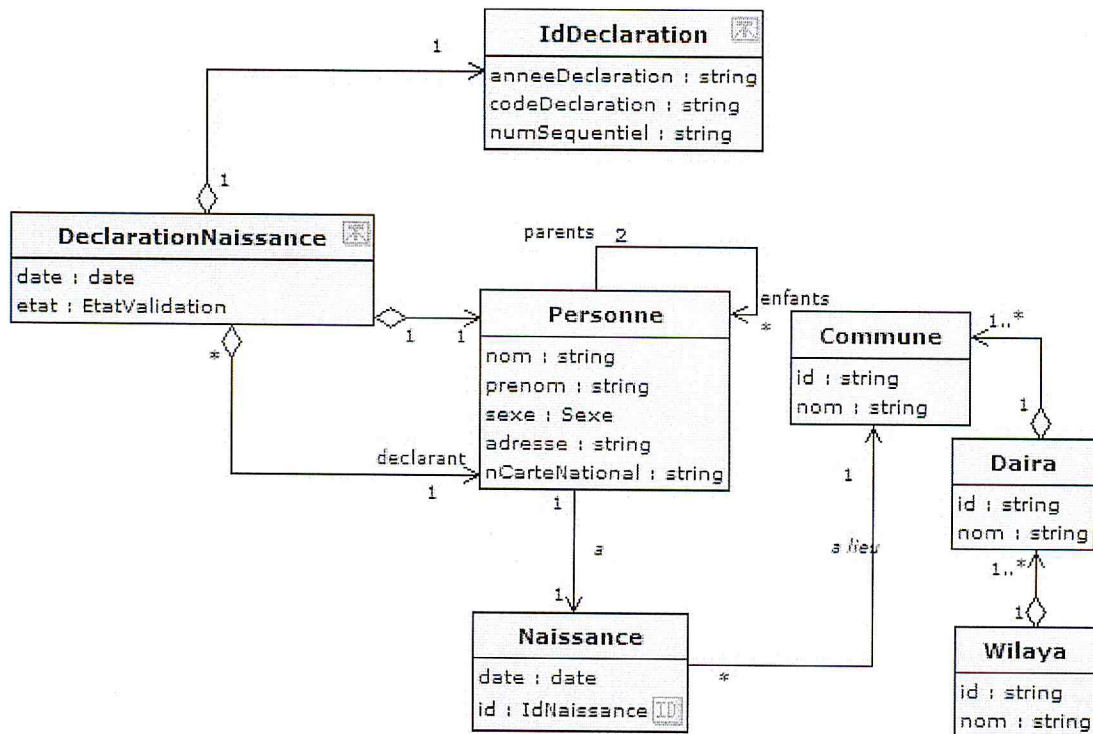 IdDeclaration
anneeDeclaration : string
codeDeclaration : string
numSequentiel : string
1
1
DeclarationNaissance
date : date
etat : EtatValidation
1
1
*
declarant
1
parents 2
enfants
*
Personne
nom : string
prenom : string
sexe : Sexe
adresse : string
nCarteNational : string
1
a
1
Naissance
date : date
id : IdNaissance ID
*
a lieu
1
Commune
id : string
nom : string
1..*
1
Daira
id : string
nom : string
1..*
1
Wilaya
id : string
nom : string